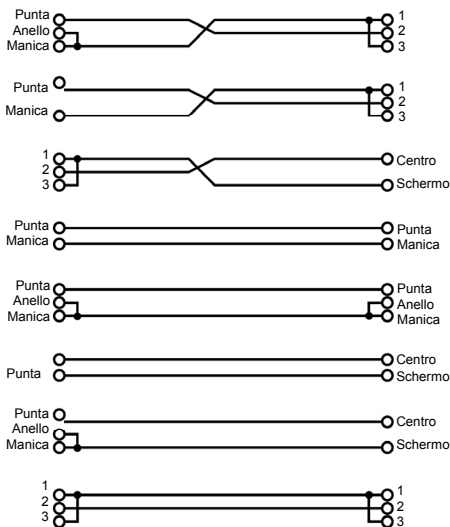 Punta 1
Anello 2
Manica 3
Punta 1
2
Manica 3
1 Centro
2
3 Schermo
Punta Punta
Manica Manica
Punta Punta
Anello Anello
Manica Manica
Centro
Punta Schermo
Punta Centro
Anello
Manica Schermo
1 1
2 2
3 3